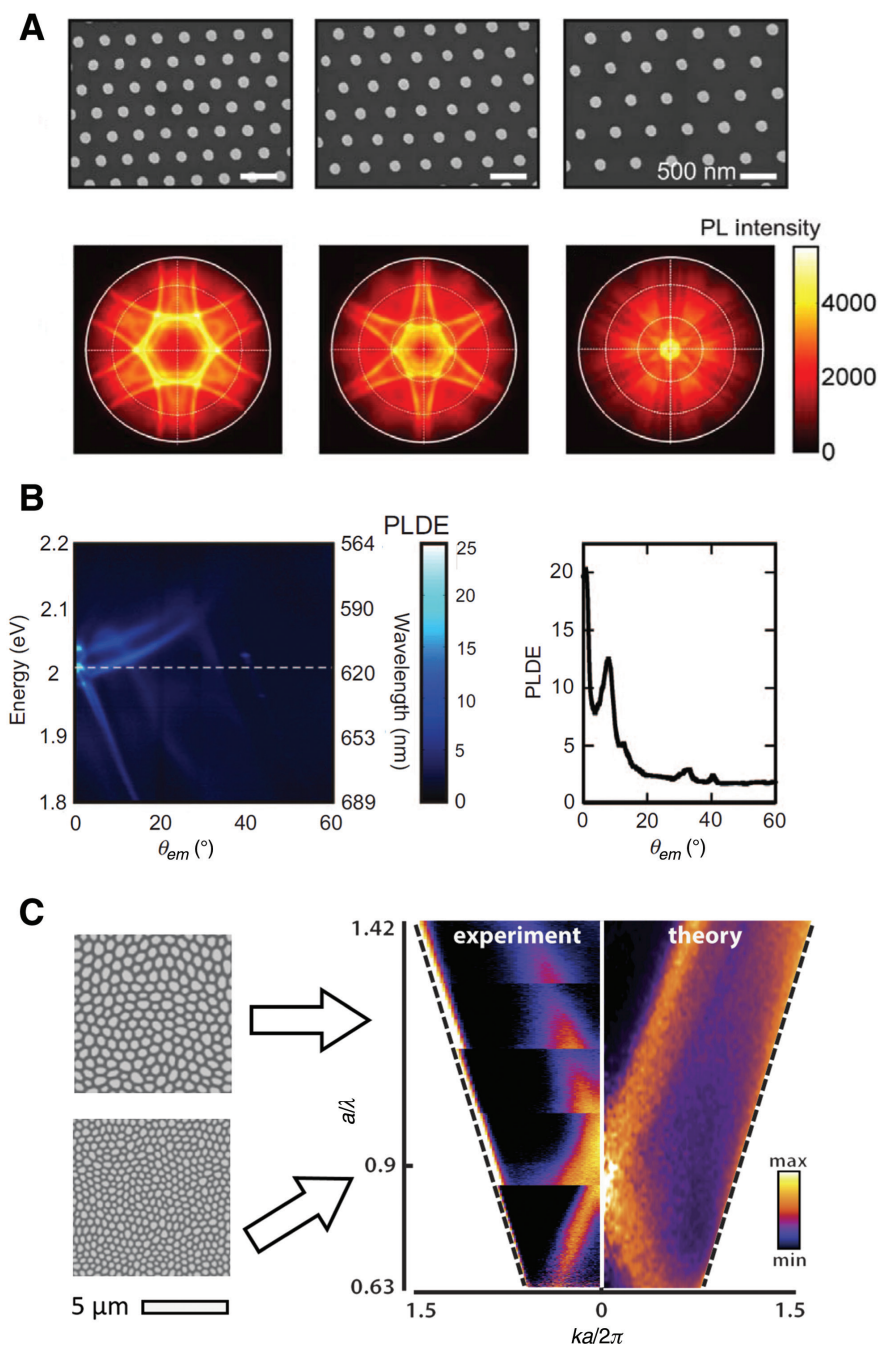 A
500 nm
PL intensity
4000
2000
0
B
PLDE
2.2
2.1
2
1.9
1.8
Energy (eV)
0
20
40
60
θem (°)
564
590
620
653
689
Wavelength (nm)
25
20
15
10
5
0
20
15
10
5
0
PLDE
0
20
40
60
θem (°)
C
experiment
theory
1.42
a/λ
0.9
0.63
max
min
5 μm
1.5
0
1.5
ka/2π